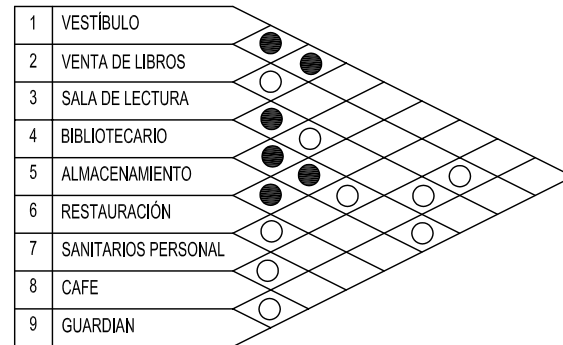 1 VESTÍBULO
2 VENTA DE LIBROS
3 SALA DE LECTURA
4 BIBLIOTECARIO
5 ALMACENAMIENTO
6 RESTAURACIÓN
7 SANITARIOS PERSONAL
8 CAFE
9 GUARDIAN